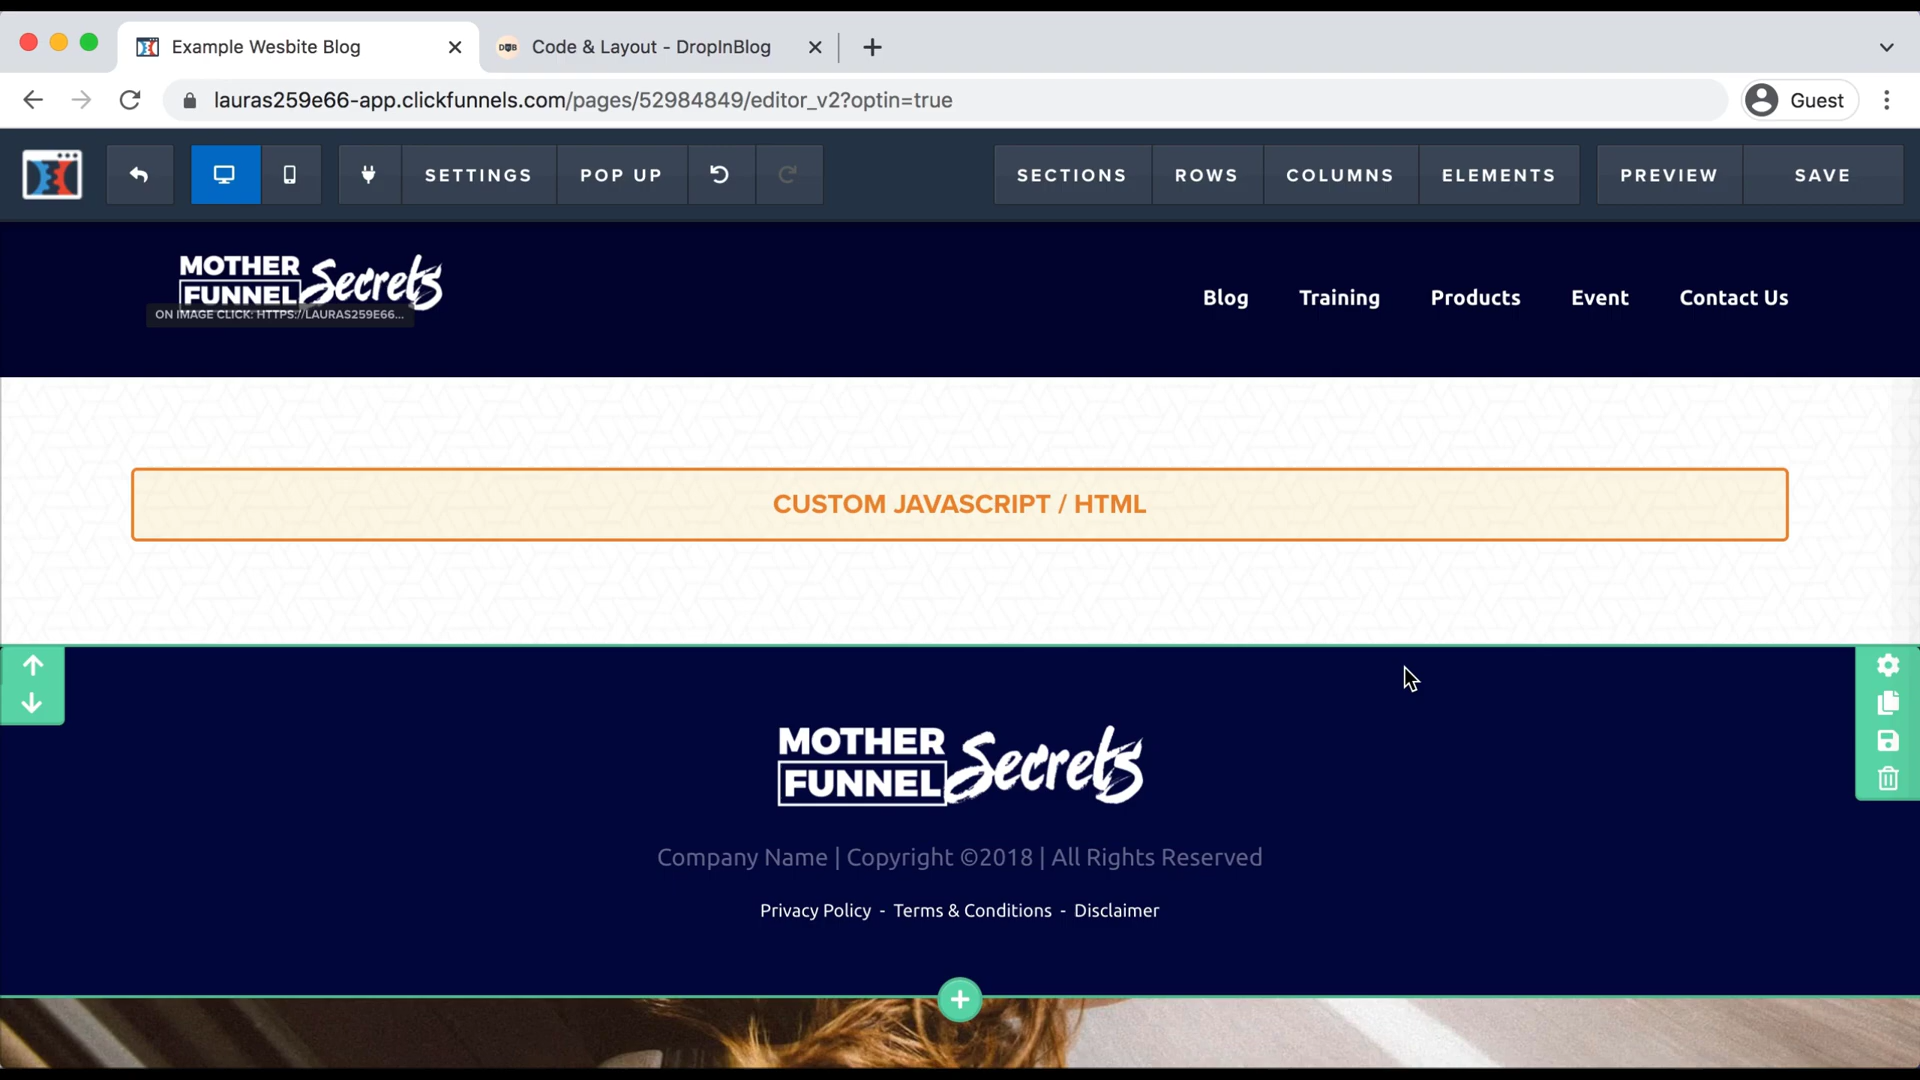 Example Wesbite Blog
DOB
Code & Layout - DropInBlog
lauras259e66-app.clickfunnels.com/pages/52984849/editor_v2?optin=true
Guest
SETTINGS
POP UP
SECTIONS
ROWS
COLUMNS
ELEMENTS
PREVIEW
SAVE
MOTHER
FUNNEL Secrets
ON IMAGE CLICK: HTTPS://LAURAS259E66...
Blog
Training
Products
Event
Contact Us
CUSTOM JAVASCRIPT / HTML
MOTHER
FUNNEL Secrets
Company Name | Copyright ©2018 | All Rights Reserved
Privacy Policy - Terms & Conditions - Disclaimer